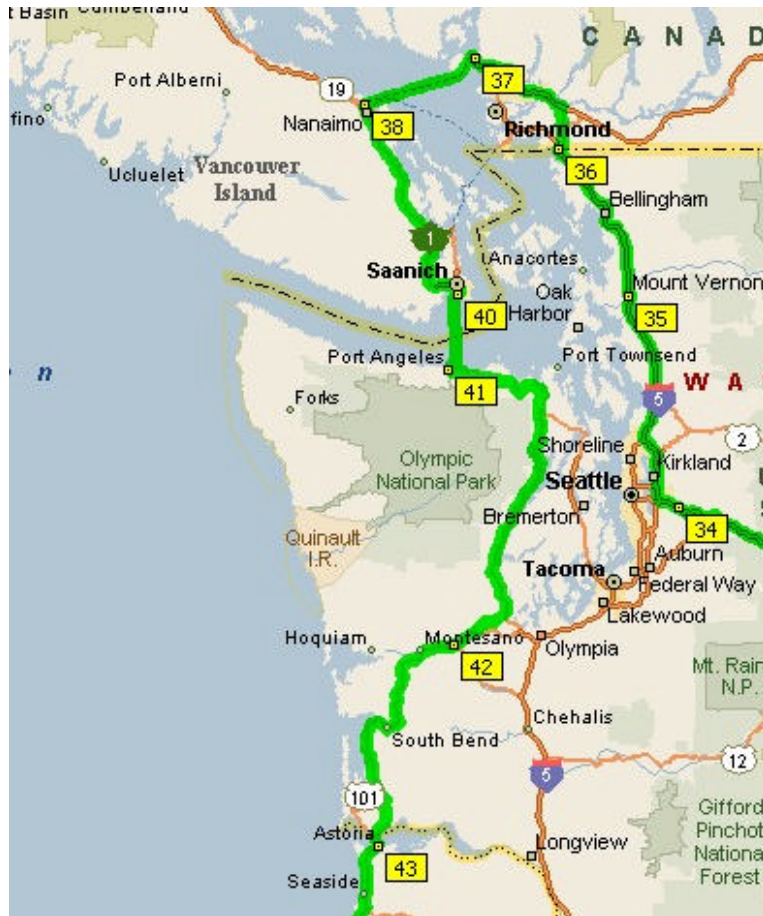 t Basin
Cumberland
C A N A D
Port Alberni
19
37
fino
Nanaimo
38
Richmond
Ucluelet
Vancouver
Island
36
Bellingham
1
Saanich
Anacortes
Mount Vernon
40
Oak
Harbor
35
n
Port Angeles
Port Townsend
41
W A
5
Forks
2
Shoreline
Kirkland
Olympic
National Park
Seattle
Bremerton
34
Quinault
I.R.
Auburn
Tacoma
Federal Way
Lakewood
Hoquiam
Montesano
Olympia
42
Mt. Rain
N.P.
South Bend
Chehalis
12
5
101
Gifford
Pinchot
Nationa
Forest
Astoria
Longview
43
Seaside